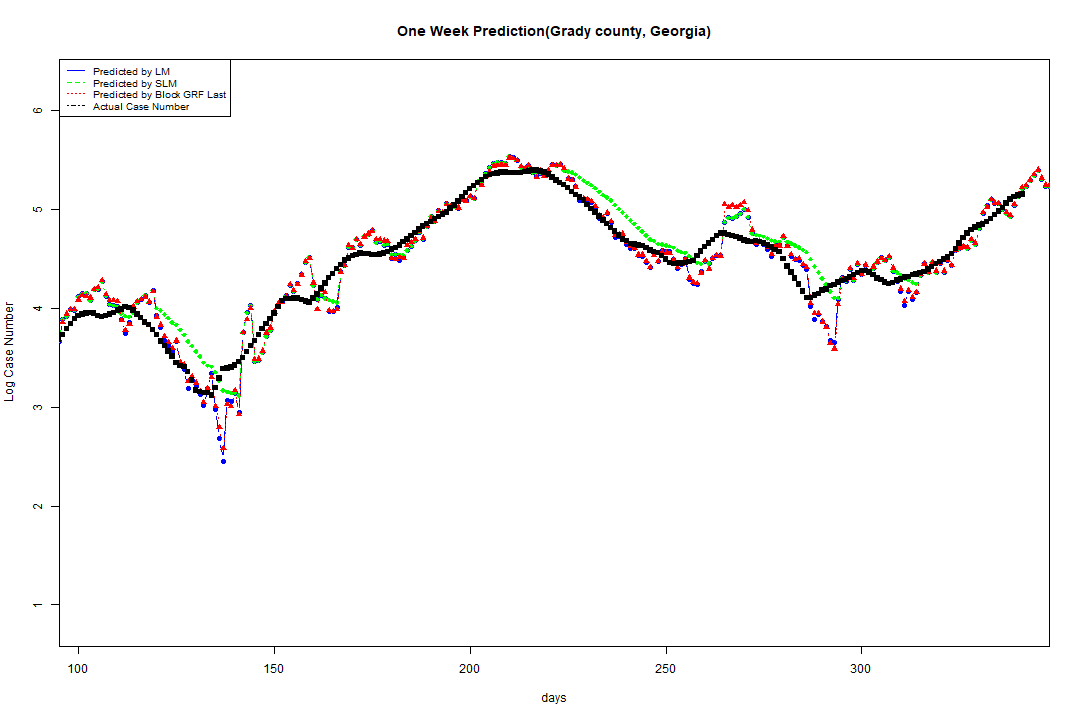 One Week Prediction(Grady county, Georgia)
Predicted by LM
Predicted by SLM
Predicted by Block GRF Last
Actual Case Number
6
5
4
3
2
1
Log Case Number
100 150 200 250 300
days